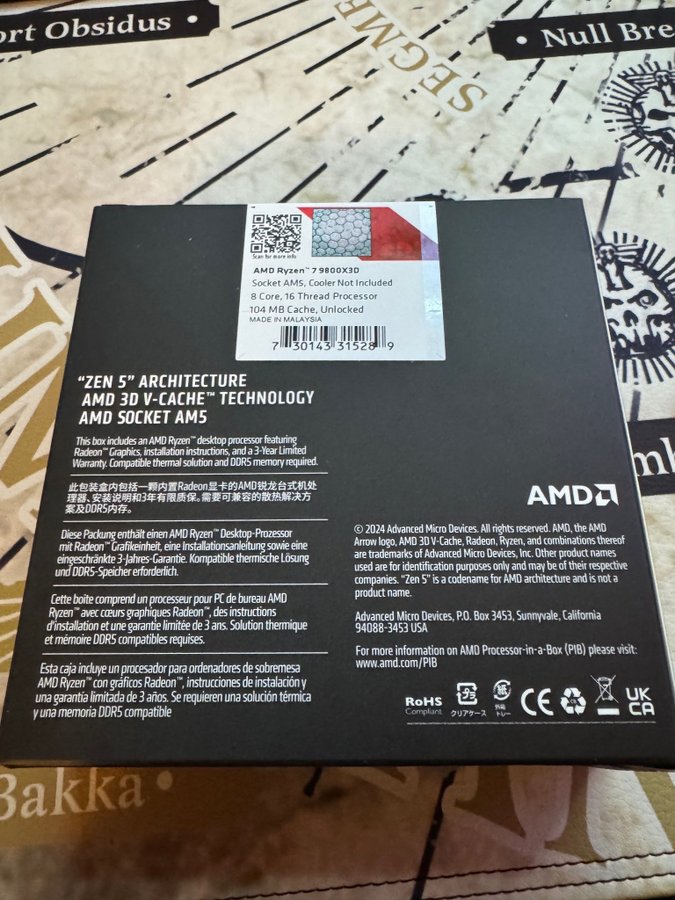 ort Obsidus •
• Null Bre
SEGME
Scan for more info
AMD Ryzen™ 7 9800X3D
Socket AM5, Cooler Not Included
8 Core, 16 Thread Processor
104 MB Cache, Unlocked
MADE IN MALAYSIA
7 30143 31528 9
“ZEN 5” ARCHITECTURE
AMD 3D V-CACHE™ TECHNOLOGY
AMD SOCKET AM5
This box includes an AMD Ryzen™ desktop processor featuring
Radeon™ Graphics, installation instructions, and a 3-Year Limited
Warranty. Compatible thermal solution and DDR5 memory required.
此包装盒内包括一颗内置Radeon显卡的AMD锐龙台式机处
理器、安装说明和3年有限质保。需要可兼容的散热解决方
案及DDR5内存。
Diese Packung enthält einen AMD Ryzen™ Desktop-Prozessor
mit Radeon™ Grafikeinheit, eine Installationsanleitung sowie eine
eingeschränkte 3-Jahres-Garantie. Kompatible thermische Lösung
und DDR5-Speicher erforderlich.
Cette boîte comprend un processeur pour PC de bureau AMD
Ryzen™ avec cœurs graphiques Radeon™, des instructions
d’installation et une garantie limitée de 3 ans. Solution thermique
et mémoire DDR5 compatibles requises.
Esta caja incluye un procesador para ordenadores de sobremesa
AMD Ryzen™ con gráficos Radeon™, instrucciones de instalación y
una garantía limitada de 3 años. Se requieren una solución térmica
y una memoria DDR5 compatible
AMD
© 2024 Advanced Micro Devices. All rights reserved. AMD, the AMD
Arrow logo, AMD 3D V-Cache, Radeon, Ryzen, and combinations thereof
are trademarks of Advanced Micro Devices, Inc. Other product names
used are for identification purposes only and may be of their respective
companies. “Zen 5” is a codename for AMD architecture and is not a
product name.
Advanced Micro Devices, P.O. Box 3453, Sunnyvale, California
94088-3453 USA
For more information on AMD Processor-in-a-Box (PIB) please visit:
www.amd.com/PIB
RoHS
Compliant
プラ
クリアケース
紙
外箱
トレー
CE
UK
CA
mb
Bakka •